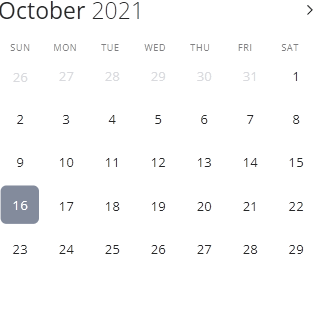 October 2021
SUN MON TUE WED THU FRI SAT
26 27 28 29 30 31 1
2 3 4 5 6 7 8
9 10 11 12 13 14 15
16 17 18 19 20 21 22
23 24 25 26 27 28 29